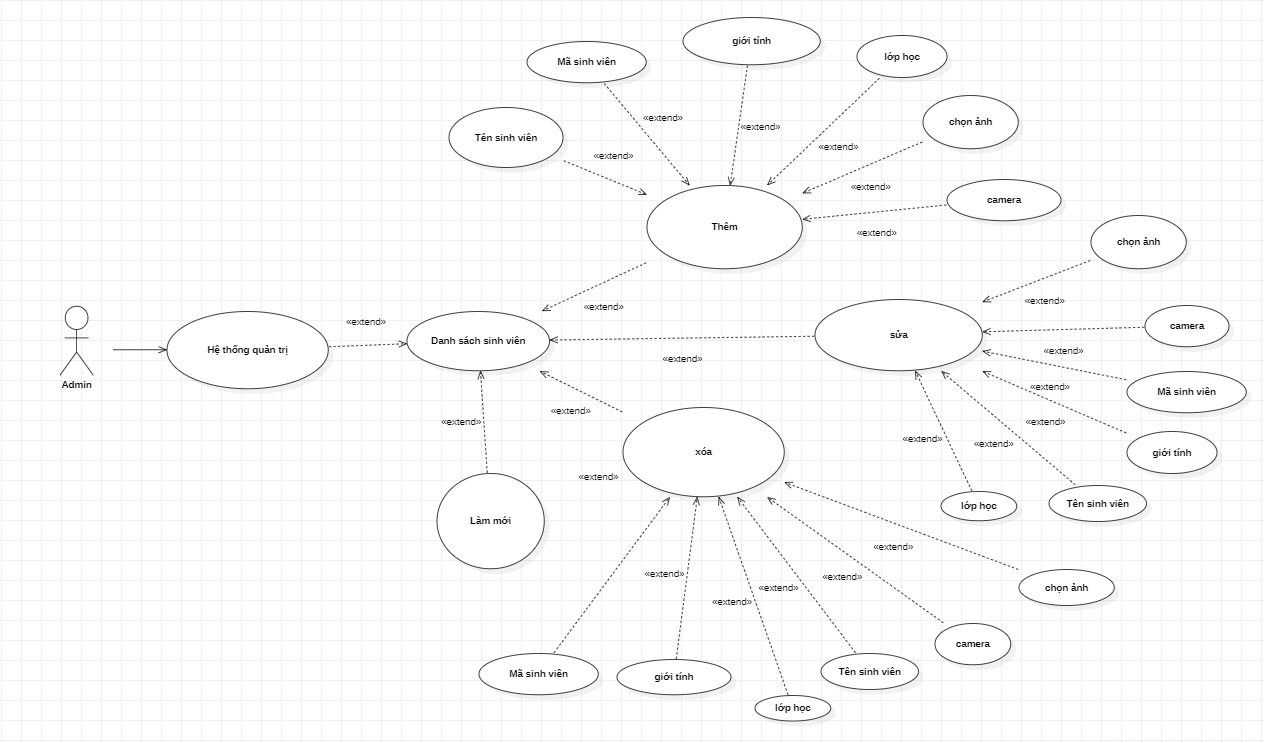 giới tính
Mã sinh viên
lớp học
«extend»
chọn ảnh
«extend»
Tên sinh viên
«extend»
«extend»
«extend»
camera
Thêm
«extend»
chọn ảnh
«extend»
«extend»
«extend»
camera
Hệ thống quản trị
Danh sách sinh viên
sửa
«extend»
«extend»
Admin
«extend»
Mã sinh viên
«extend»
«extend»
«extend»
xóa
«extend»
«extend»
giới tính
«extend»
Tên sinh viên
lớp học
Làm mới
«extend»
«extend»
«extend»
«extend»
chọn ảnh
«extend»
camera
Mã sinh viên
giới tính
Tên sinh viên
lớp học